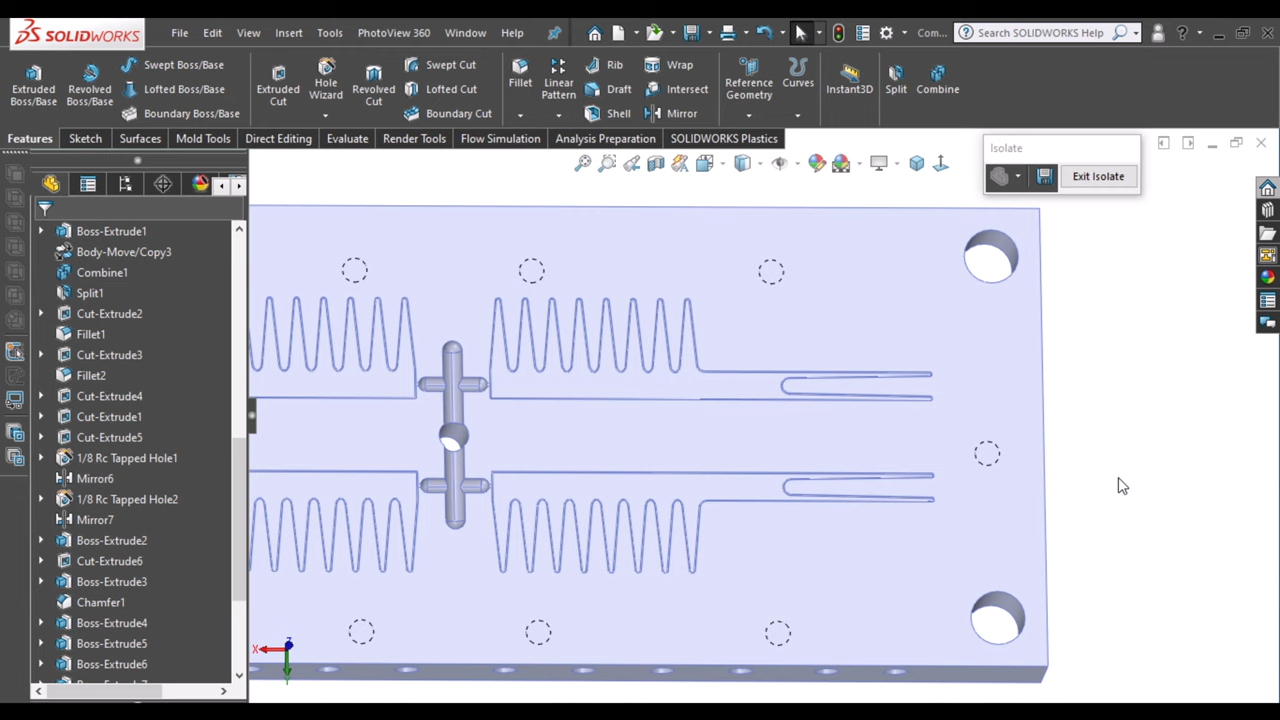 SOLIDWORKS File Edit View Insert Tools PhotoView 360 Window Help Com... Search SOLIDWORKS Help
Extruded Boss/Base
Revolved Boss/Base
Swept Boss/Base
Lofted Boss/Base
Boundary Boss/Base
Extruded Cut
Hole Wizard
Revolved Cut
Swept Cut
Lofted Cut
Boundary Cut
Fillet
Linear Pattern
Rib
Draft
Shell
Wrap
Intersect
Mirror
Reference Geometry
Curves
Instant3D
Split
Combine
Features Sketch Surfaces Mold Tools Direct Editing Evaluate Render Tools Flow Simulation Analysis Preparation SOLIDWORKS Plastics
Isolate
Exit Isolate
Boss-Extrude1
Body-Move/Copy3
Combine1
Split1
Cut-Extrude2
Fillet1
Cut-Extrude3
Fillet2
Cut-Extrude4
Cut-Extrude1
Cut-Extrude5
1/8 Rc Tapped Hole1
Mirror6
1/8 Rc Tapped Hole2
Mirror7
Boss-Extrude2
Cut-Extrude6
Boss-Extrude3
Chamfer1
Boss-Extrude4
Boss-Extrude5
Boss-Extrude6
X
Z
Y